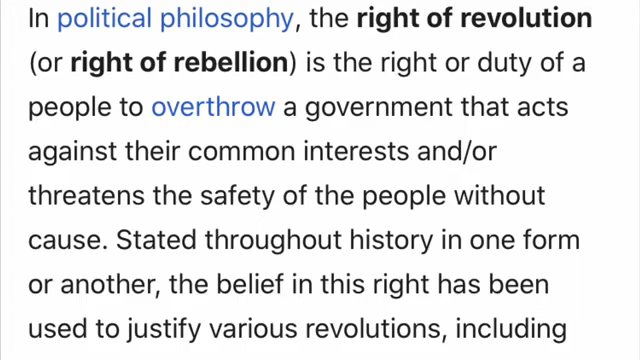 In political philosophy, the right of revolution
(or right of rebellion) is the right or duty of a
people to overthrow a government that acts
against their common interests and/or
threatens the safety of the people without
cause. Stated throughout history in one form
or another, the belief in this right has been
used to justify various revolutions, including